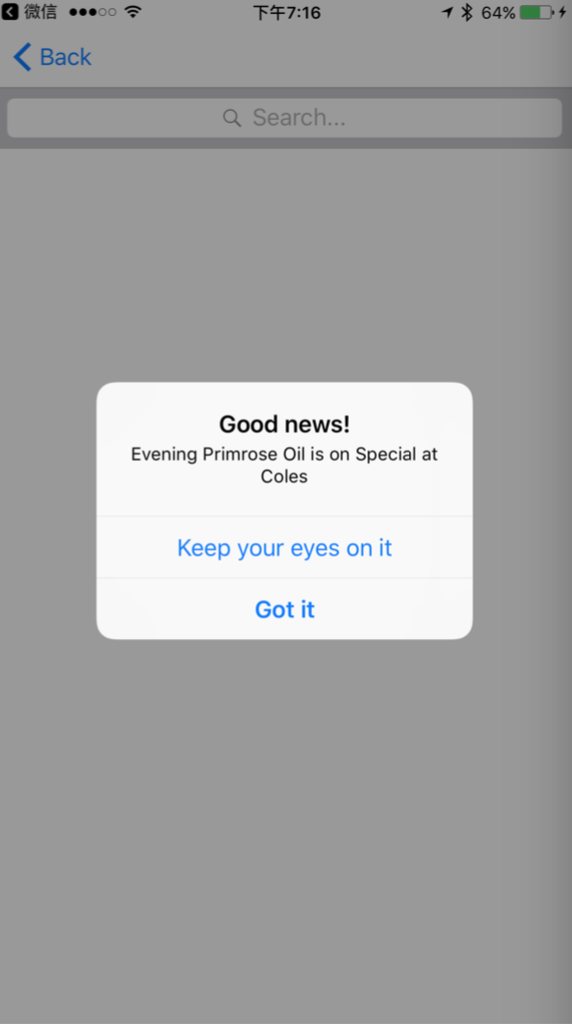 微信 下午7:16 64%
Back
Search...
Good news!
Evening Primrose Oil is on Special at
Coles
Keep your eyes on it
Got it